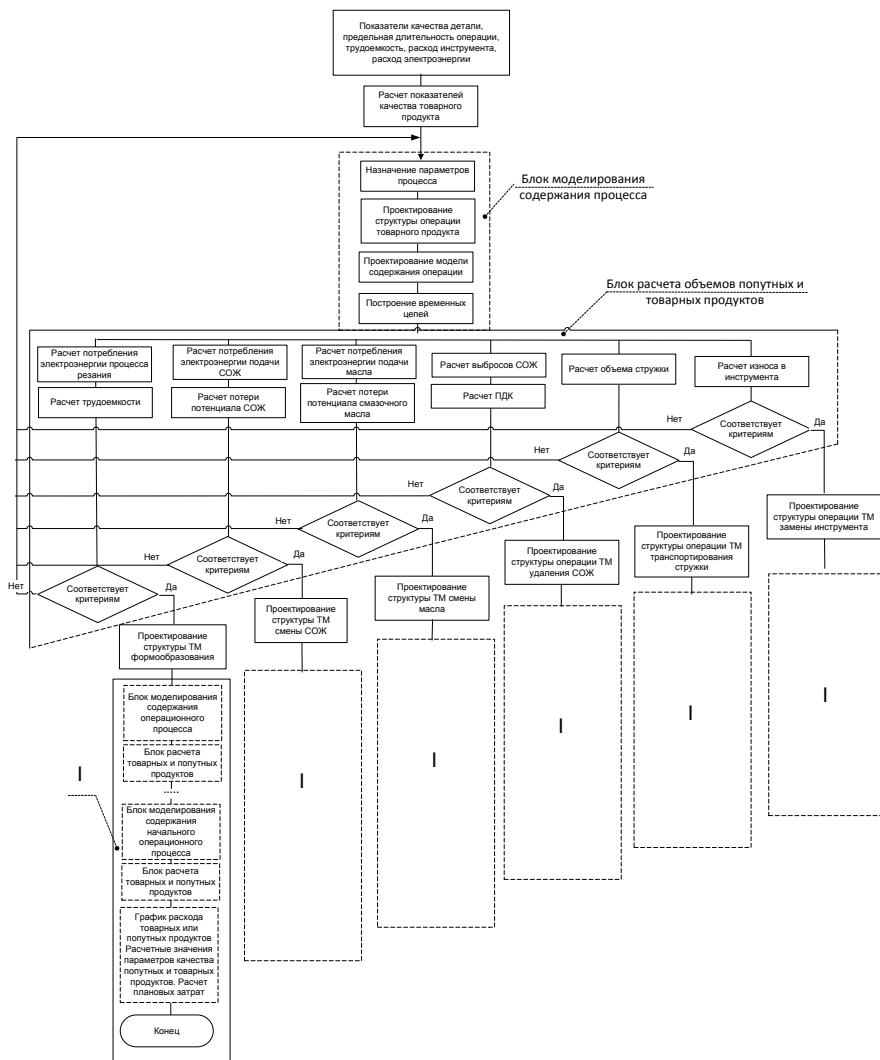 Показатели качества детали,
предельная длительность операции,
трудоемкость, расход инструмента,
расход электроэнергии
Расчет показателей
качества товарного
продукта
Назначение параметров
процесса
Проектирование
структуры операции
товарного продукта
Проектирование модели
содержания операции
Построение временных
цепей
Блок моделирования
содержания процесса
Блок расчета объемов попутных и
товарных продуктов
Расчет потребления
электроэнергии процесса
резания
Расчет трудоемкости
Расчет потребления
электроэнергии подачи
СОЖ
Расчет потери
потенциала СОЖ
Расчет потребления
электроэнергии подачи
масла
Расчет потери
потенциала смазочного
масла
Расчет выбросов СОЖ
Расчет ПДК
Расчет объема стружки
Расчет износа в
инструмента
Нет
Соответствует
критериям
Да
Нет
Соответствует
критериям
Да
Нет
Соответствует
критериям
Да
Нет
Соответствует
критериям
Да
Нет
Соответствует
критериям
Да
Нет
Соответствует
критериям
Да
Проектирование
структуры операции ТМ
замены инструмента
Проектирование
структуры операции ТМ
транспортирования
стружки
Проектирование
структуры операции ТМ
удаления СОЖ
Проектирование
структуры ТМ смены
масла
Проектирование
структуры ТМ
смены СОЖ
Проектирование
структуры ТМ
формообразования
Блок моделирования
содержания
операционного
процесса
Блок расчета
товарных и попутных
продуктов
.....
Блок моделирования
содержания
начального
операционного
процесса
Блок расчета
товарных и попутных
продуктов
График расхода
товарных или
попутных продуктов
Расчетные значения
параметров качества
попутных и товарных
продуктов. Расчет
плановых затрат
Конец
I
I
I
I
I
I